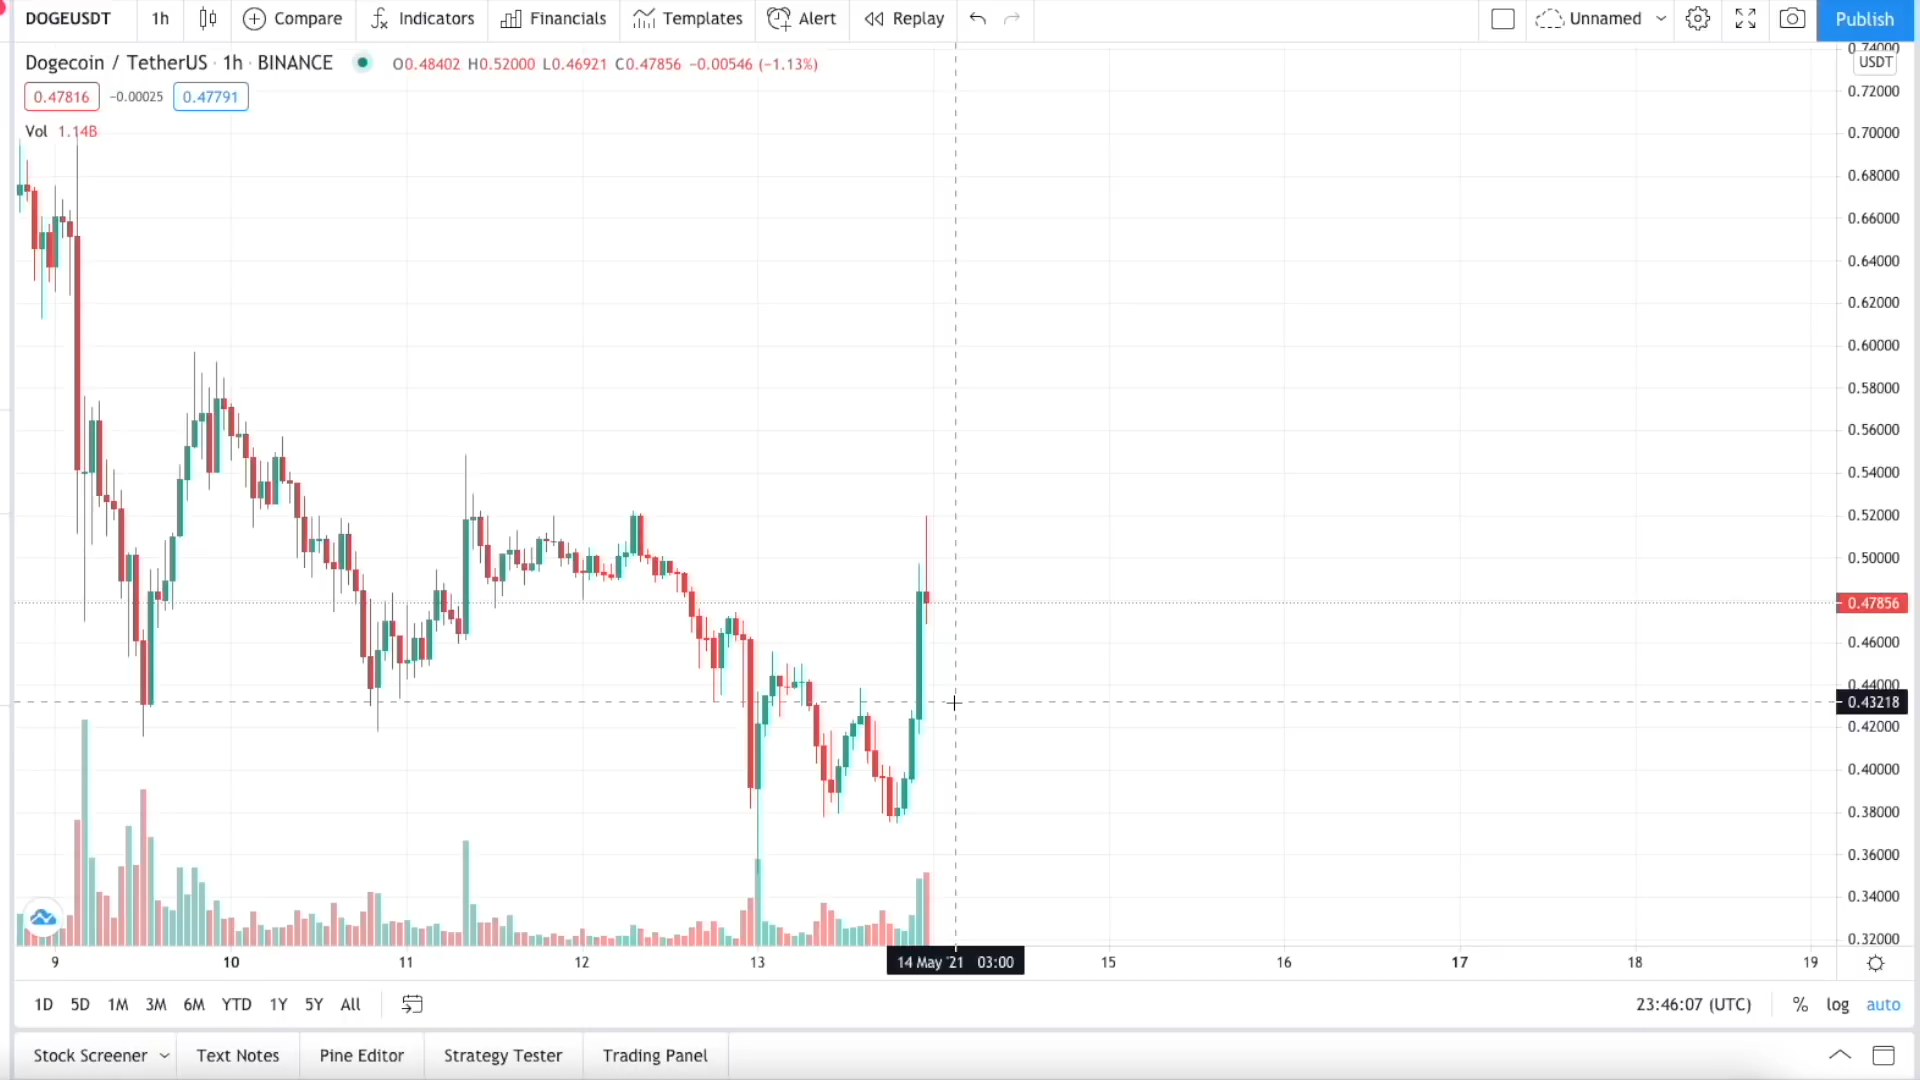 DOGEUSDT 1h Compare Indicators Financials Templates Alert Replay Unnamed Publish
Dogecoin / TetherUS · 1h · BINANCE O0.48402 H0.52000 L0.46921 C0.47856 −0.00546 (−1.13%)
0.47816 −0.00025 0.47791
Vol 1.14B
0.74000
USDT
0.72000
0.70000
0.68000
0.66000
0.64000
0.62000
0.60000
0.58000
0.56000
0.54000
0.52000
0.50000
0.47856
0.46000
0.44000
0.43218
0.42000
0.40000
0.38000
0.36000
0.34000
0.32000
9 10 11 12 13 14 May '21 03:00 15 16 17 18 19
1D 5D 1M 3M 6M YTD 1Y 5Y All 23:46:07 (UTC) % log auto
Stock Screener Text Notes Pine Editor Strategy Tester Trading Panel